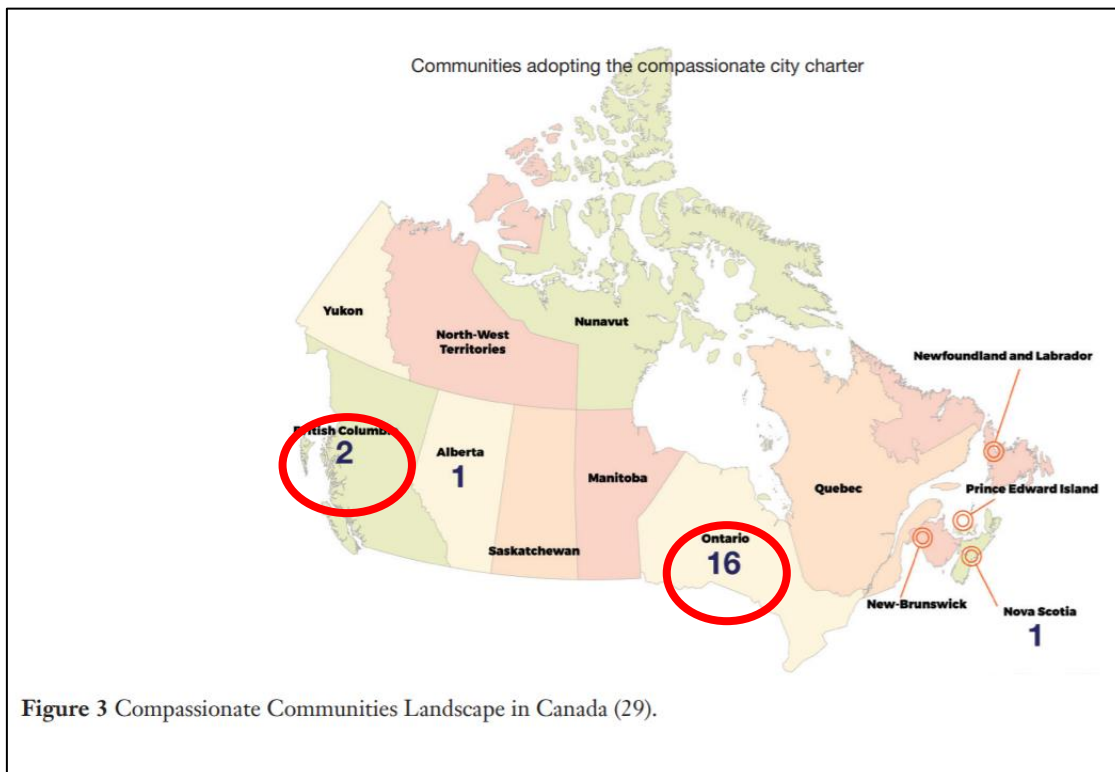 Communities adopting the compassionate city charter
Yukon
North-West
Territories
Nunavut
Newfoundland and Labrador
British Columbia
2
Alberta
1
Manitoba
Quebec
Prince Edward Island
Saskatchewan
Ontario
16
New-Brunswick
Nova Scotia
1
Figure 3 Compassionate Communities Landscape in Canada (29).